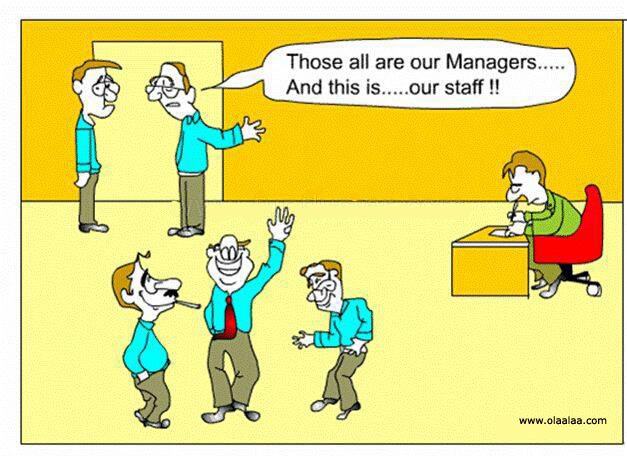 Those all are our Managers.....
And this is.....our staff !!
www.olaalaa.com